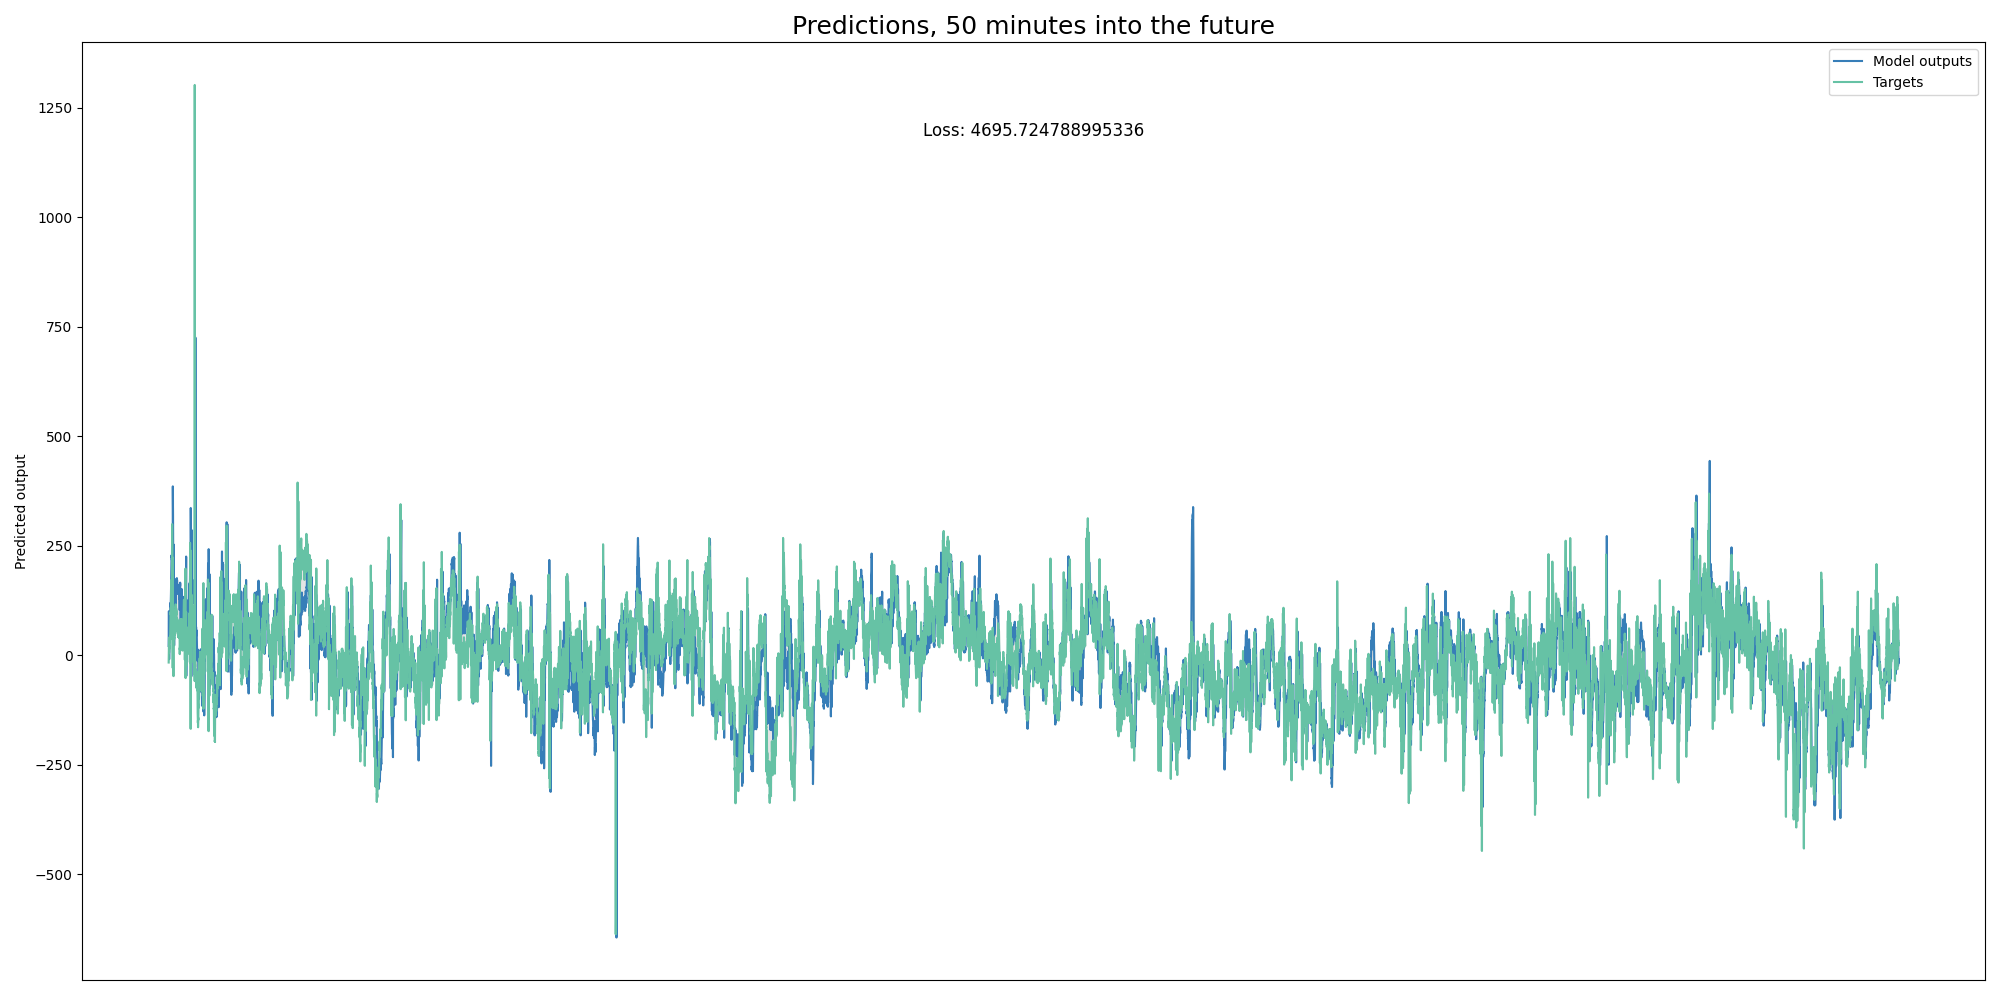 Predictions, 50 minutes into the future
Model outputs
Targets
Loss: 4695.724788995336
Predicted output
1250
1000
750
500
250
0
−250
−500